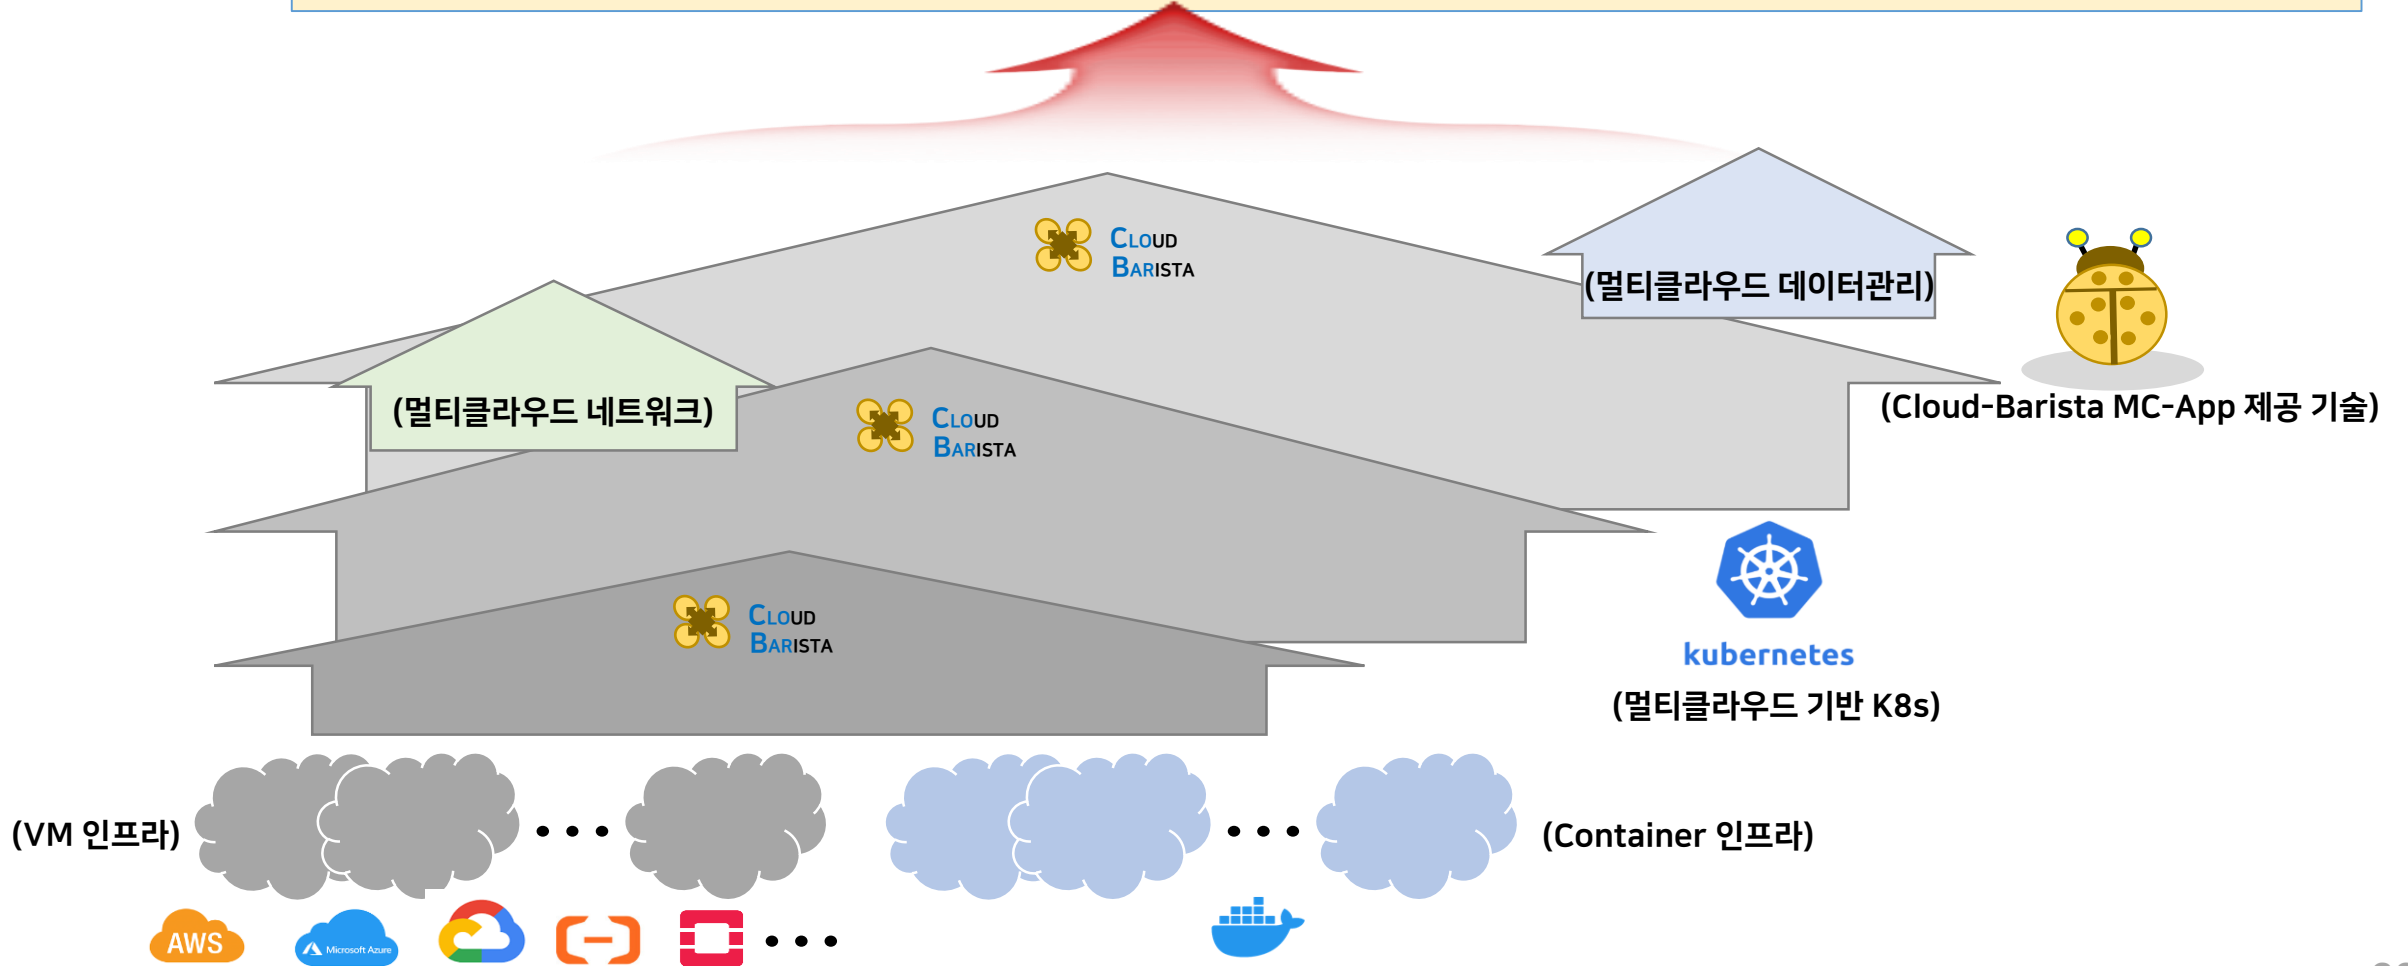 CLOUD
BARISTA
(멀티클라우드 데이터관리)
(멀티클라우드 네트워크)
(Cloud-Barista MC-App 제공 기술)
CLOUD
BARISTA
CLOUD
BARISTA
kubernetes
(멀티클라우드 기반 K8s)
(VM 인프라)
• • •
• • •
(Container 인프라)
AWS
Microsoft Azure
• • •